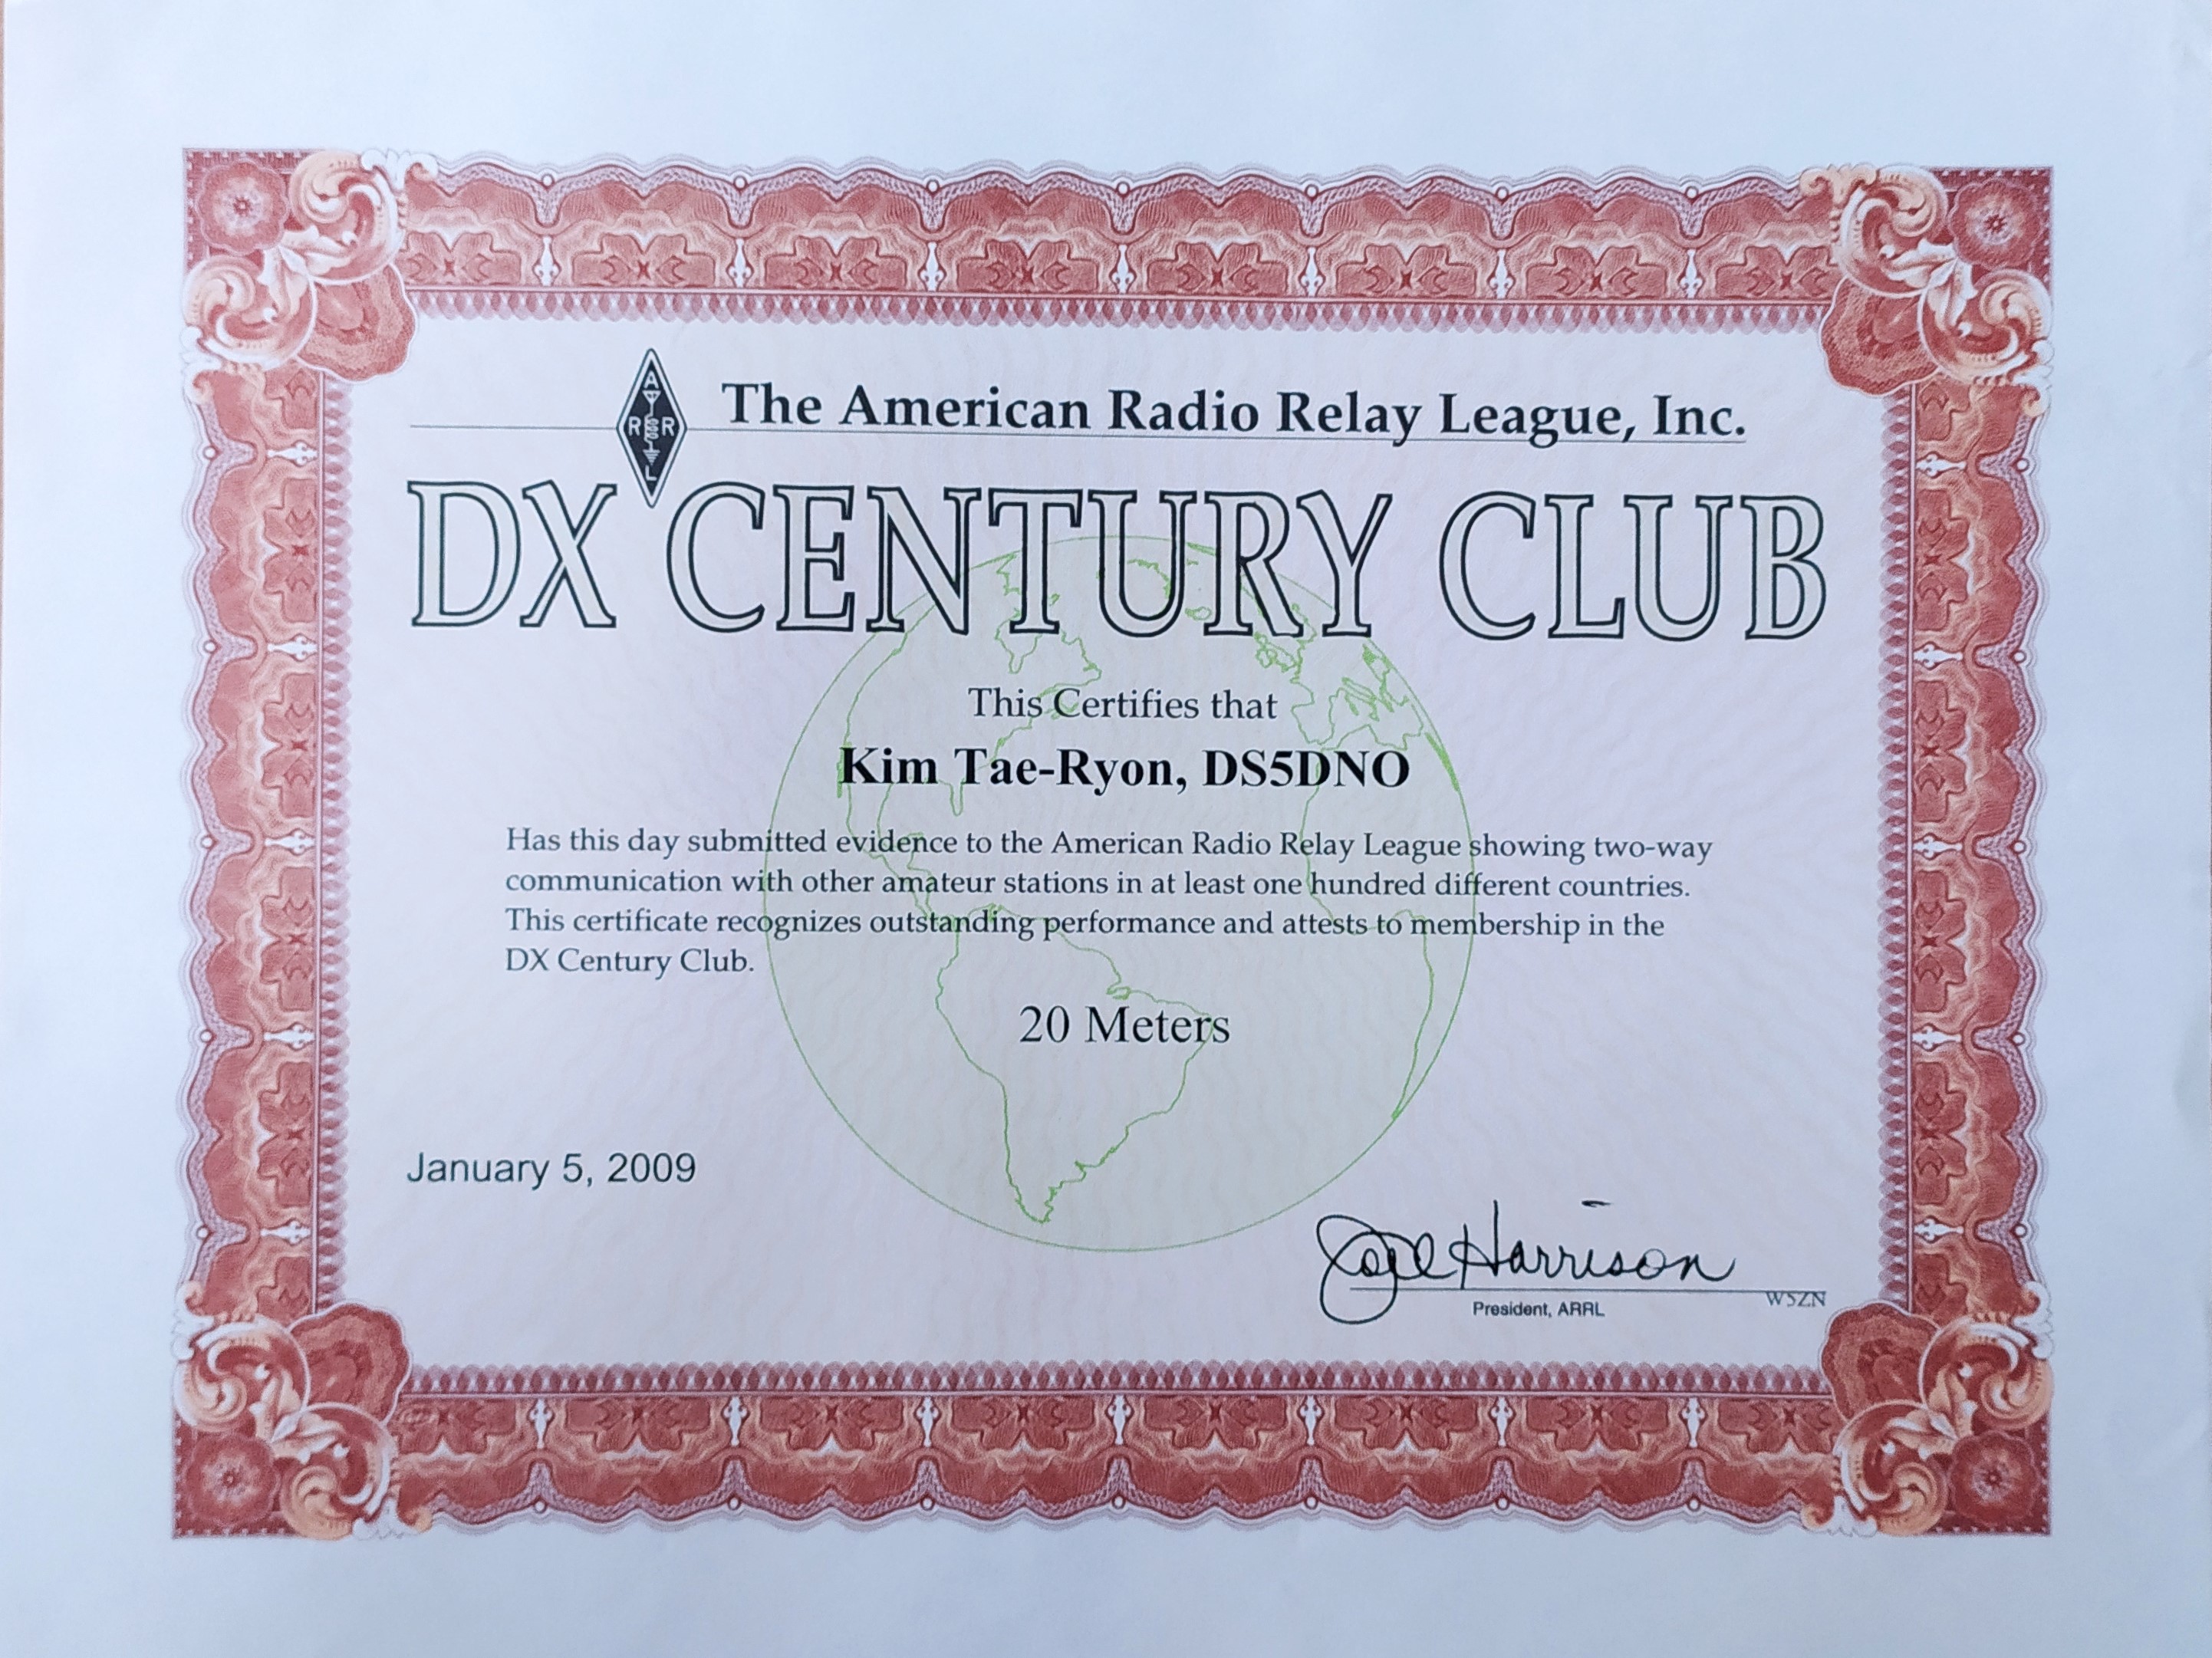 A
R R
L
The American Radio Relay League, Inc.
DX CENTURY CLUB
This Certifies that
Kim Tae-Ryon, DS5DNO
Has this day submitted evidence to the American Radio Relay League showing two-way
communication with other amateur stations in at least one hundred different countries.
This certificate recognizes outstanding performance and attests to membership in the
DX Century Club.
20 Meters
January 5, 2009
Joel Harrison
W5ZN
President, ARRL